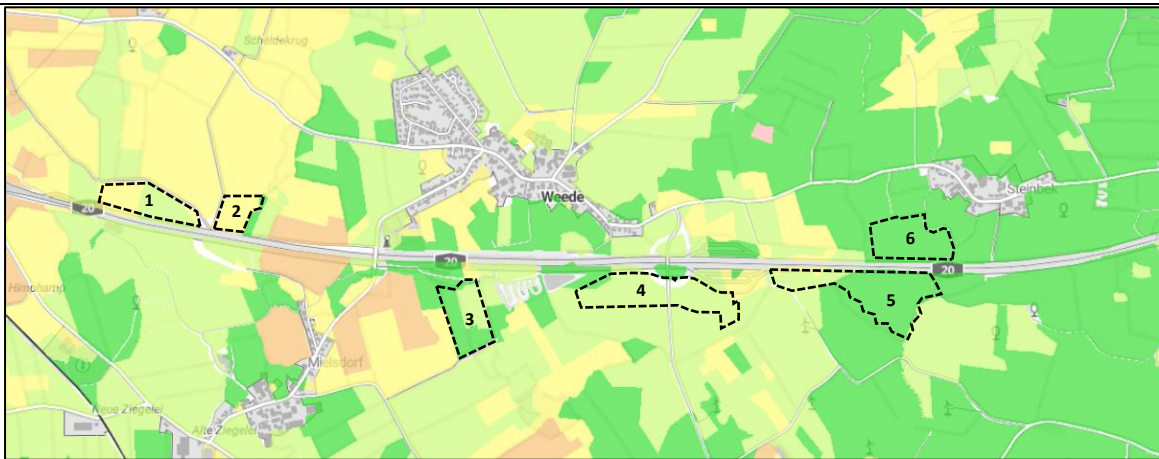 Scheidekrug
Weede
Steinbek
1
2
20
20
6
20
Himphamp
4
5
3
Mielsdorf
Neue Ziegelei
Alte Ziegelei